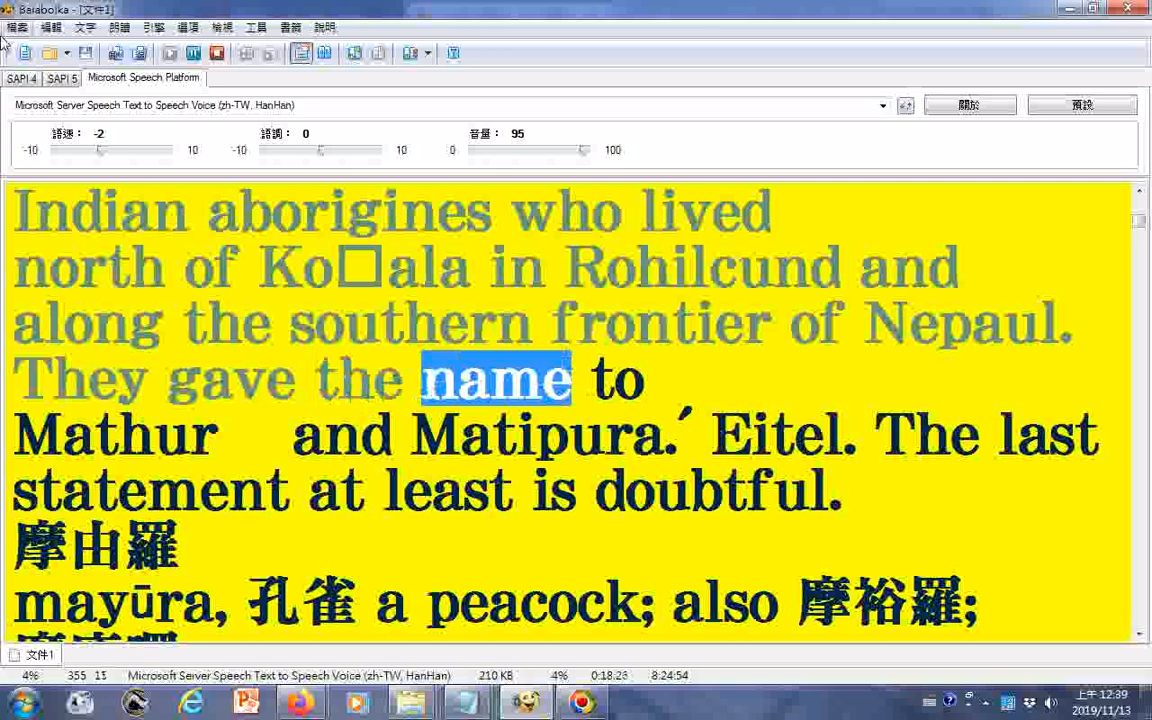 Balabolka - [文件1]
檔案 編輯 文字 朗讀 引擎 選項 檢視 工具 書籤 說明
SAPI 4 SAPI 5 Microsoft Speech Platform
Microsoft Server Speech Text to Speech Voice (zh-TW, HanHan) 關於 預設
語速： -2 語調： 0 音量： 95
-10 10 -10 10 0 100
Indian aborigines who lived
north of Ko□ala in Rohilcund and
along the southern frontier of Nepaul.
They gave the name to
Mathur and Matipura.ˊ Eitel. The last
statement at least is doubtful.
摩由羅
mayūra, 孔雀 a peacock; also 摩裕羅;
文件1
4% 355 15 Microsoft Server Speech Text to Speech Voice (zh-TW, HanHan) 210 KB 4% 0:18:23 8:24:54
上午 12:39
2019/11/13